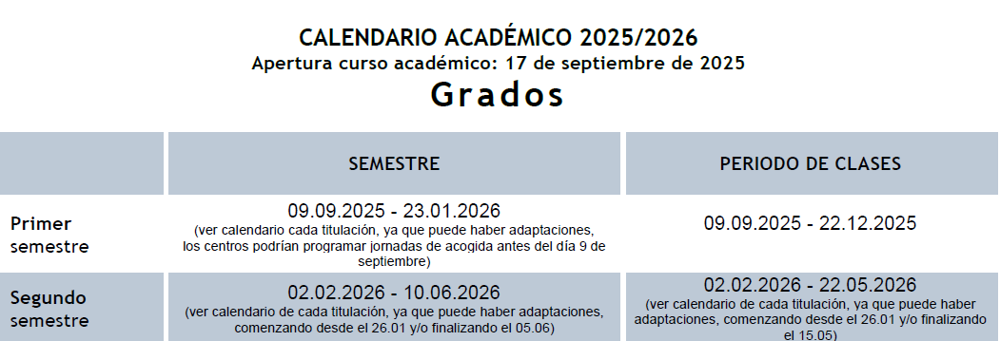 CALENDARIO ACADÉMICO 2025/2026
Apertura curso académico: 17 de septiembre de 2025
Grados
SEMESTRE
PERIODO DE CLASES
Primer
semestre
09.09.2025 - 23.01.2026
(ver calendario cada titulación, ya que puede haber adaptaciones,
los centros podrían programar jornadas de acogida antes del día 9 de
septiembre)
09.09.2025 - 22.12.2025
Segundo
semestre
02.02.2026 - 10.06.2026
(ver calendario de cada titulación, ya que puede haber adaptaciones,
comenzando desde el 26.01 y/o finalizando el 05.06)
02.02.2026 - 22.05.2026
(ver calendario de cada titulación, ya que puede haber
adaptaciones, comenzando desde el 26.01 y/o finalizando
el 15.05)